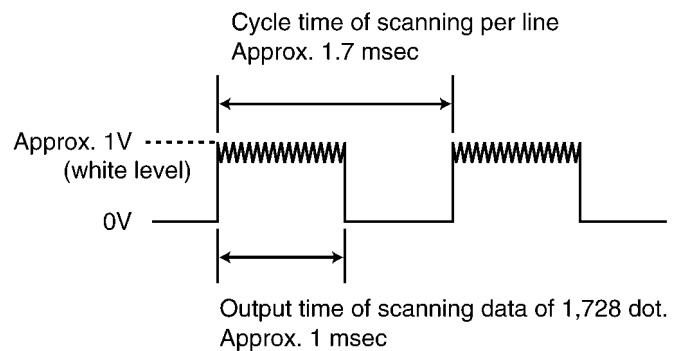 Cycle time of scanning per line
Approx. 1.7 msec
Approx. 1V
(white level)
0V
Output time of scanning data of 1,728 dot.
Approx. 1 msec